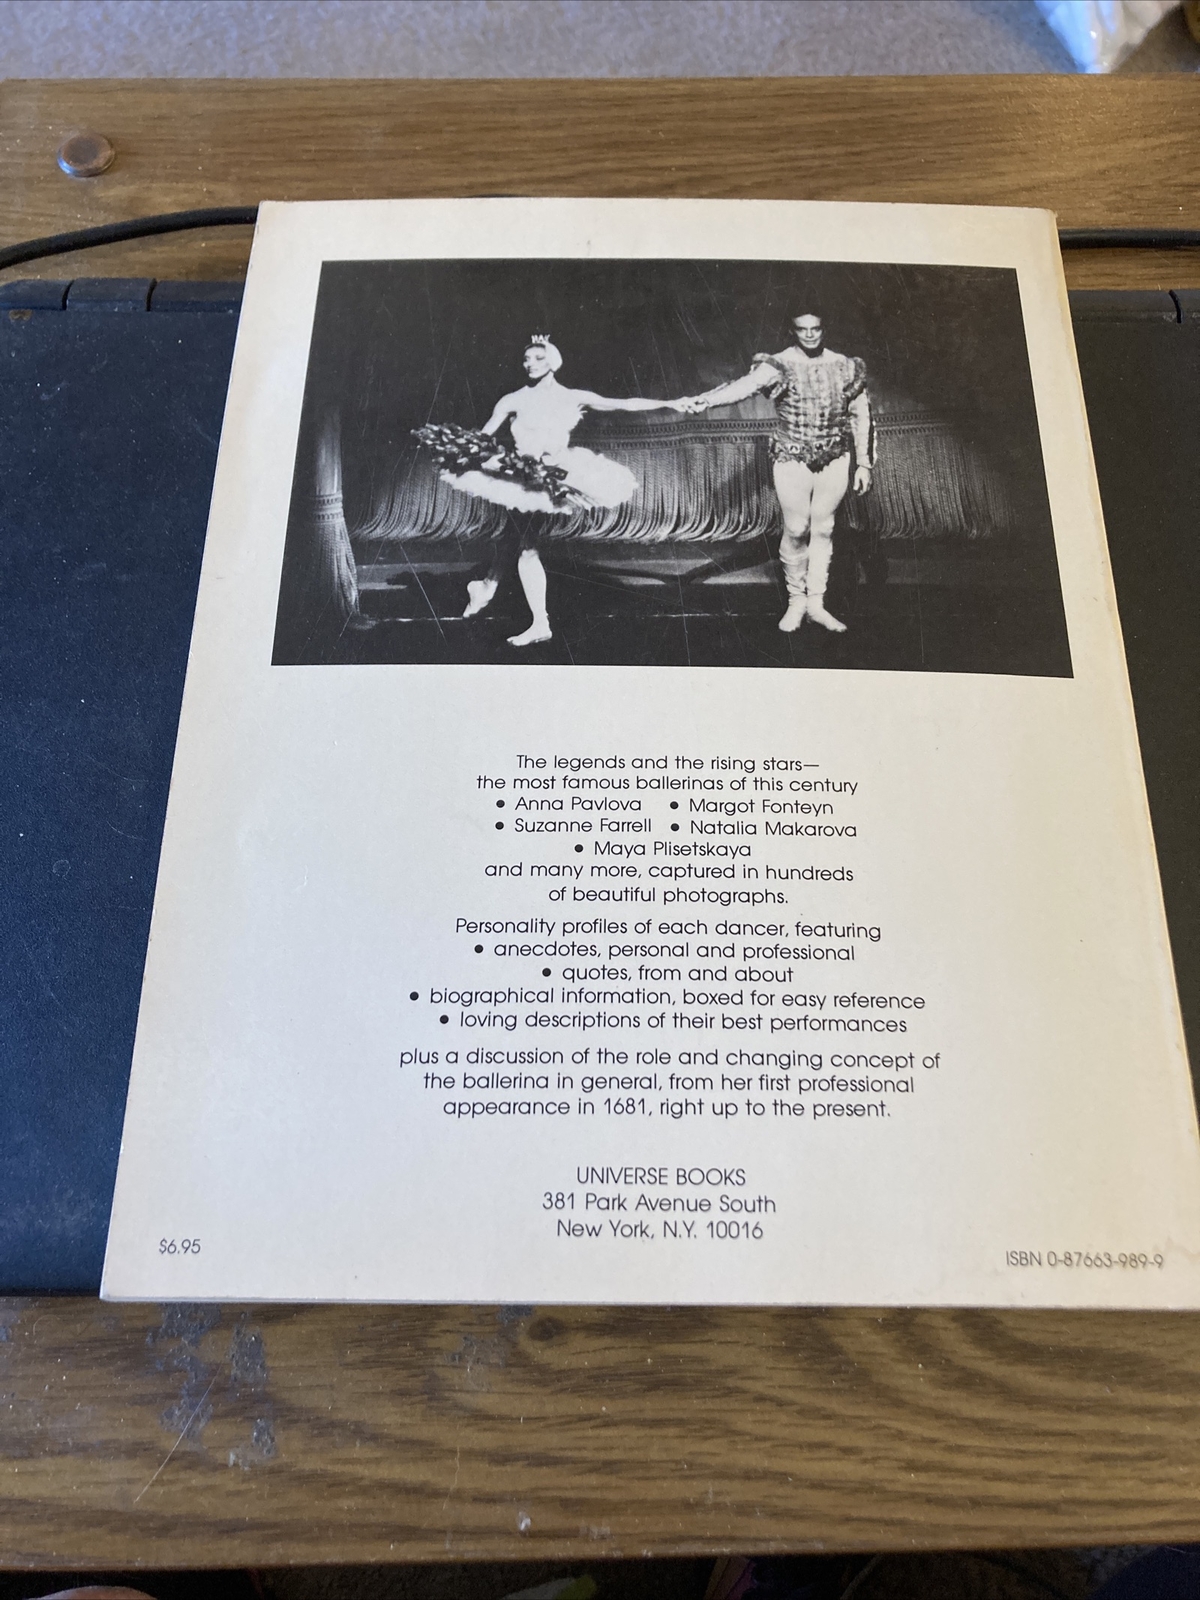 The legends and the rising stars—
the most famous ballerinas of this century
• Anna Pavlova • Margot Fonteyn
• Suzanne Farrell • Natalia Makarova
• Maya Plisetskaya
and many more, captured in hundreds
of beautiful photographs.
Personality profiles of each dancer, featuring
• anecdotes, personal and professional
• quotes, from and about
• biographical information, boxed for easy reference
• loving descriptions of their best performances
plus a discussion of the role and changing concept of
the ballerina in general, from her first professional
appearance in 1681, right up to the present.
UNIVERSE BOOKS
381 Park Avenue South
New York, N.Y. 10016
$6.95
ISBN 0-87663-989-9